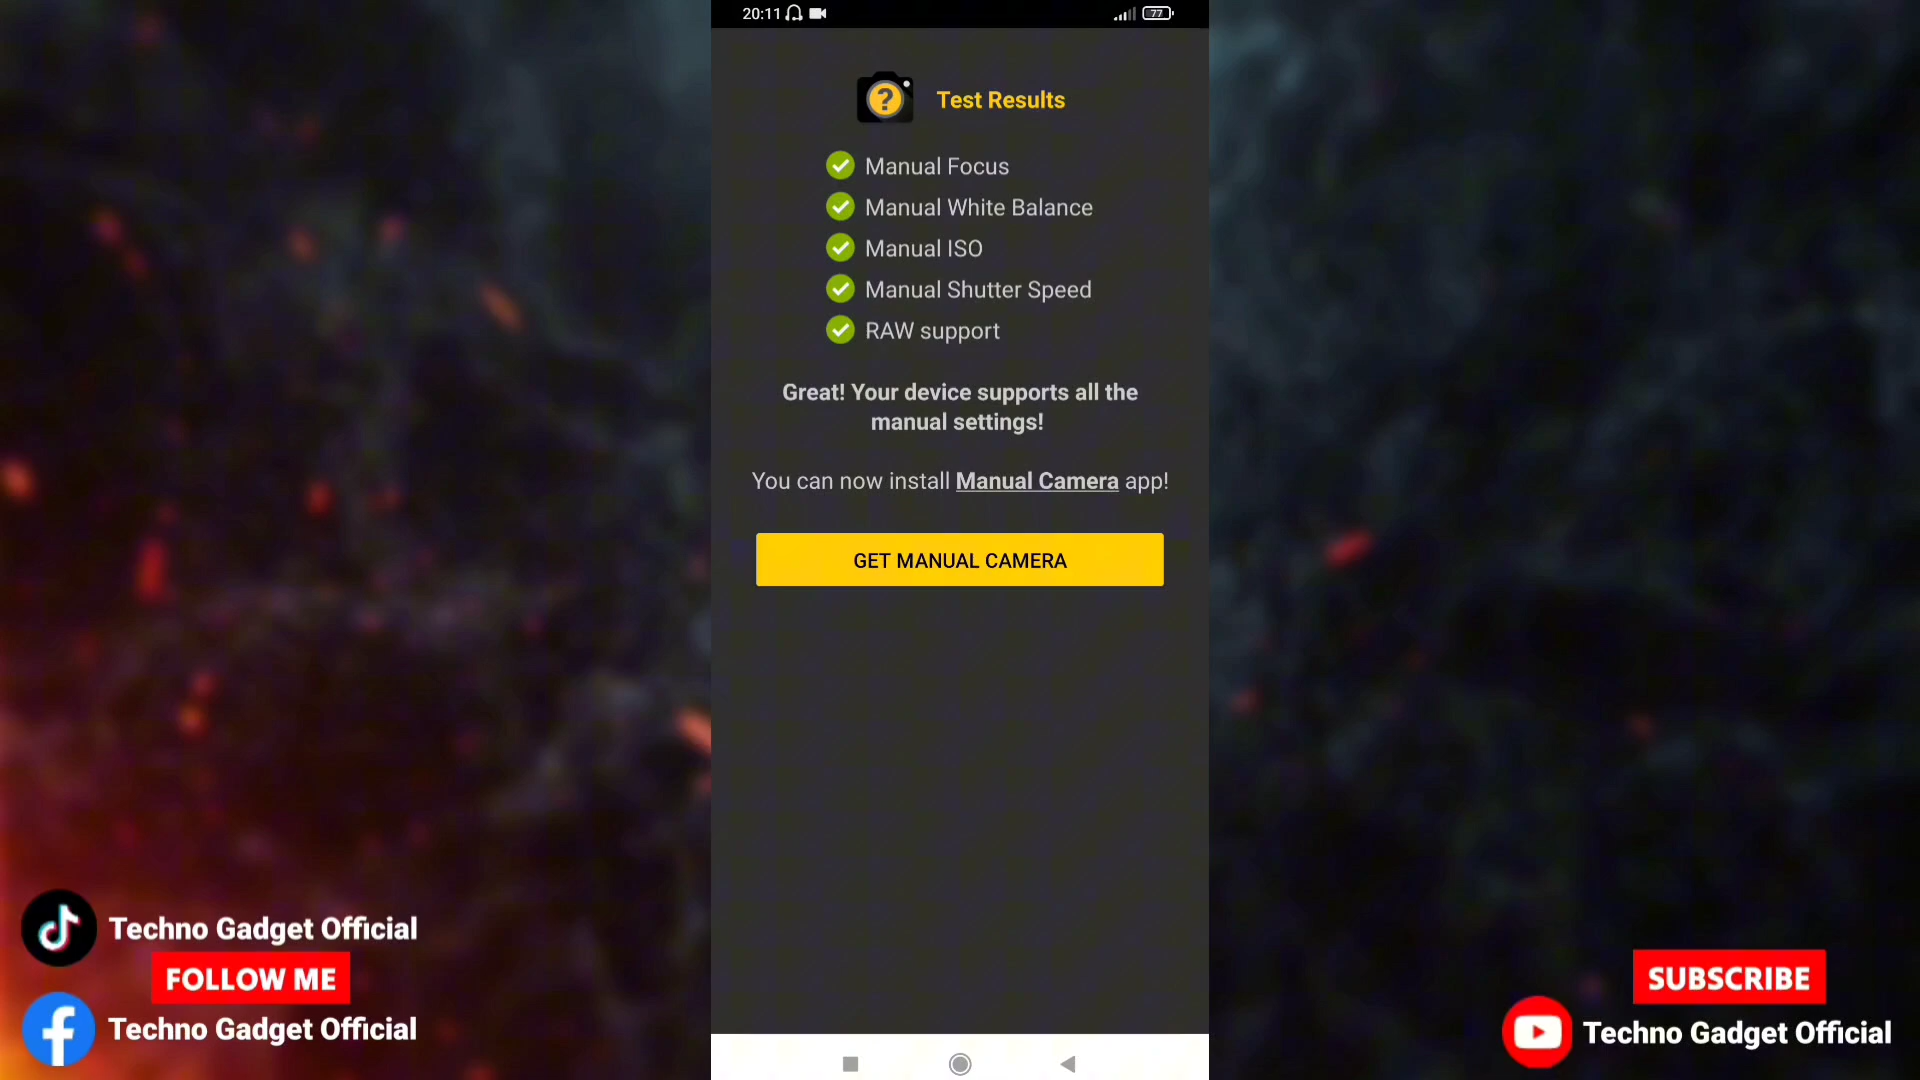 20:11
77
Test Results
Manual Focus
Manual White Balance
Manual ISO
Manual Shutter Speed
RAW support
Great! Your device supports all the
manual settings!
You can now install Manual Camera app!
GET MANUAL CAMERA
Techno Gadget Official
FOLLOW ME
Techno Gadget Official
SUBSCRIBE
Techno Gadget Official